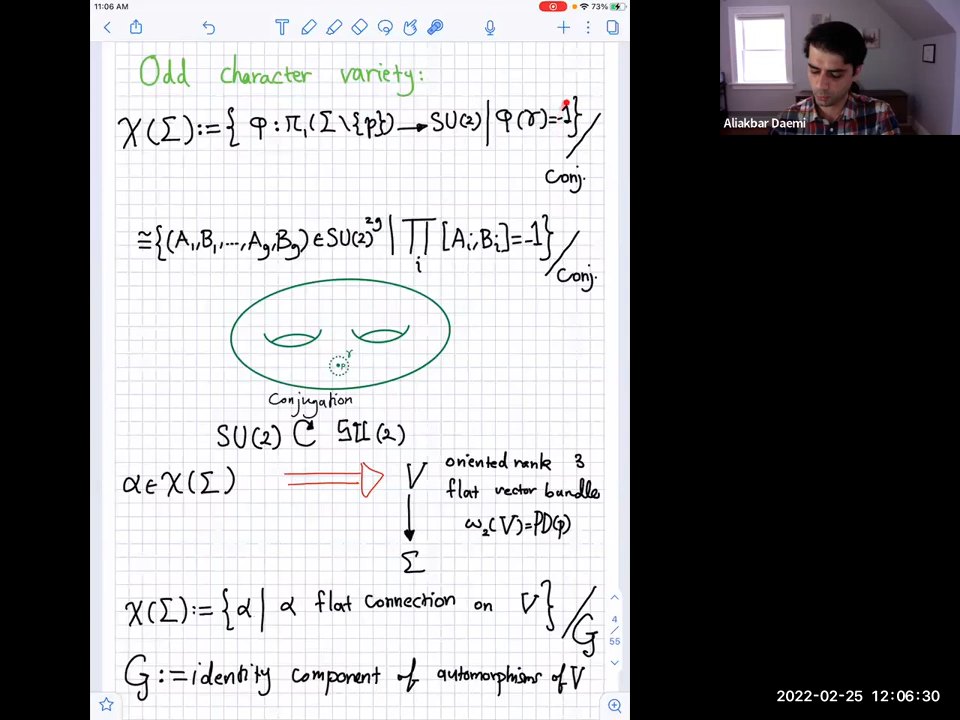 11:06 AM
73%
Odd character variety:
χ(Σ):={ φ:π₁(Σ\{p})→SU(2) | φ(γ)=-1}/
Conj.
≅{(A₁,B₁,...,A_g,B_g)∈SU(2)^{2g} | ∏_i [A_i,B_i]=-1}/
Conj.
γ
p
Conjugation
SU(2) C SU(2)
α∈χ(Σ) ⟹ V oriented rank 3
flat vector bundles
ω₂(V)=PD(p)
Σ
χ(Σ):={α| α flat connection on V}/G
G:=identity component of automorphisms of V
4
/
55
Aliakbar Daemi
2022-02-25 12:06:30